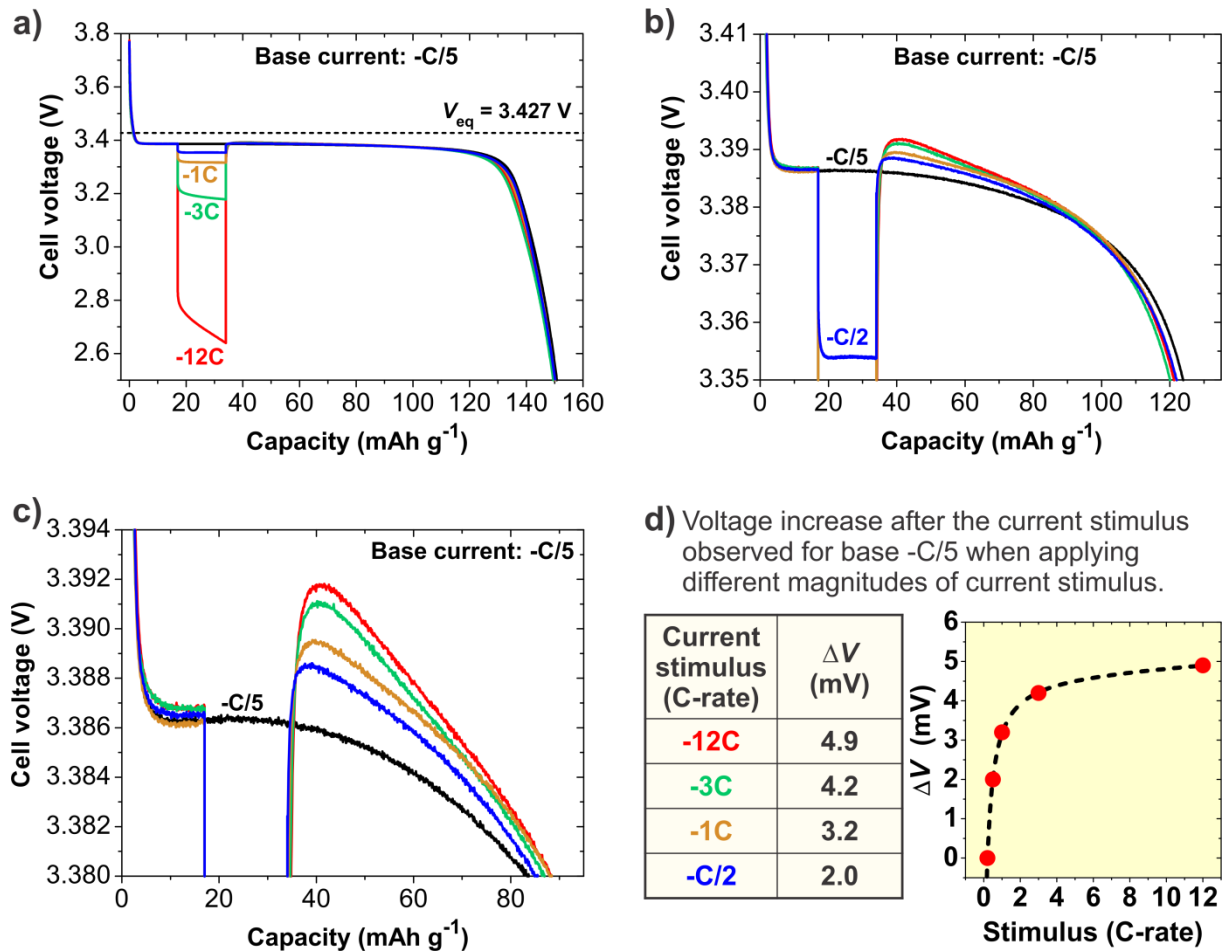 a)
Base current: -C/5
Veq = 3.427 V
-1C
-3C
-12C
Cell voltage (V)
3.8
3.6
3.4
3.2
3.0
2.8
2.6
0 20 40 60 80 100 120 140 160
Capacity (mAh g-1)
b)
Base current: -C/5
-C/5
-C/2
Cell voltage (V)
3.41
3.40
3.39
3.38
3.37
3.36
3.35
0 20 40 60 80 100 120
Capacity (mAh g-1)
c)
Base current: -C/5
-C/5
Cell voltage (V)
3.394
3.392
3.390
3.388
3.386
3.384
3.382
3.380
0 20 40 60 80
Capacity (mAh g-1)
d) Voltage increase after the current stimulus
observed for base -C/5 when applying
different magnitudes of current stimulus.
Current
stimulus
(C-rate)
ΔV
(mV)
-12C 4.9
-3C 4.2
-1C 3.2
-C/2 2.0
ΔV (mV)
6
5
4
3
2
1
0
0 2 4 6 8 10 12
Stimulus (C-rate)